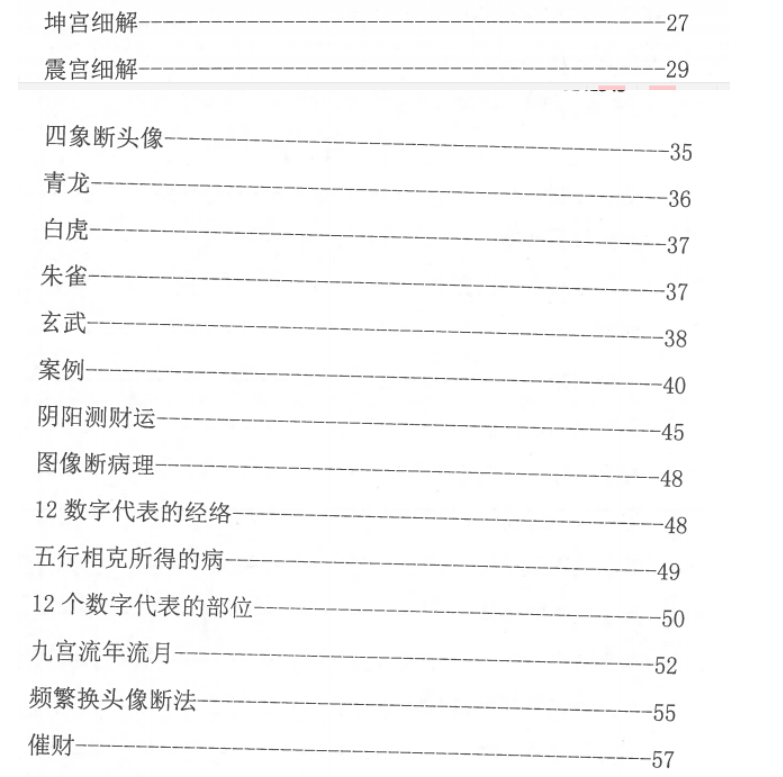 坤宫细解--------------------27
震宫细解--------------------29
四象断头像--------------------35
青龙--------------------36
白虎--------------------37
朱雀--------------------37
玄武--------------------38
案例--------------------40
阴阳测财运--------------------45
图像断病理--------------------48
12 数字代表的经络--------------------48
五行相克所得的病--------------------49
12 个数字代表的部位--------------------50
九宫流年流月--------------------52
频繁换头像断法--------------------55
催财--------------------57